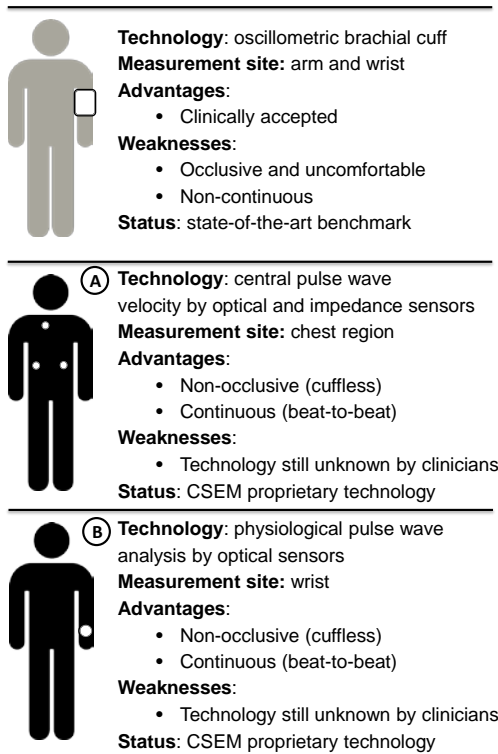 Technology: oscillometric brachial cuff
Measurement site: arm and wrist
Advantages:
• Clinically accepted
Weaknesses:
• Occlusive and uncomfortable
• Non-continuous
Status: state-of-the-art benchmark
A Technology: central pulse wave
velocity by optical and impedance sensors
Measurement site: chest region
Advantages:
• Non-occlusive (cuffless)
• Continuous (beat-to-beat)
Weaknesses:
• Technology still unknown by clinicians
Status: CSEM proprietary technology
B Technology: physiological pulse wave
analysis by optical sensors
Measurement site: wrist
Advantages:
• Non-occlusive (cuffless)
• Continuous (beat-to-beat)
Weaknesses:
• Technology still unknown by clinicians
Status: CSEM proprietary technology